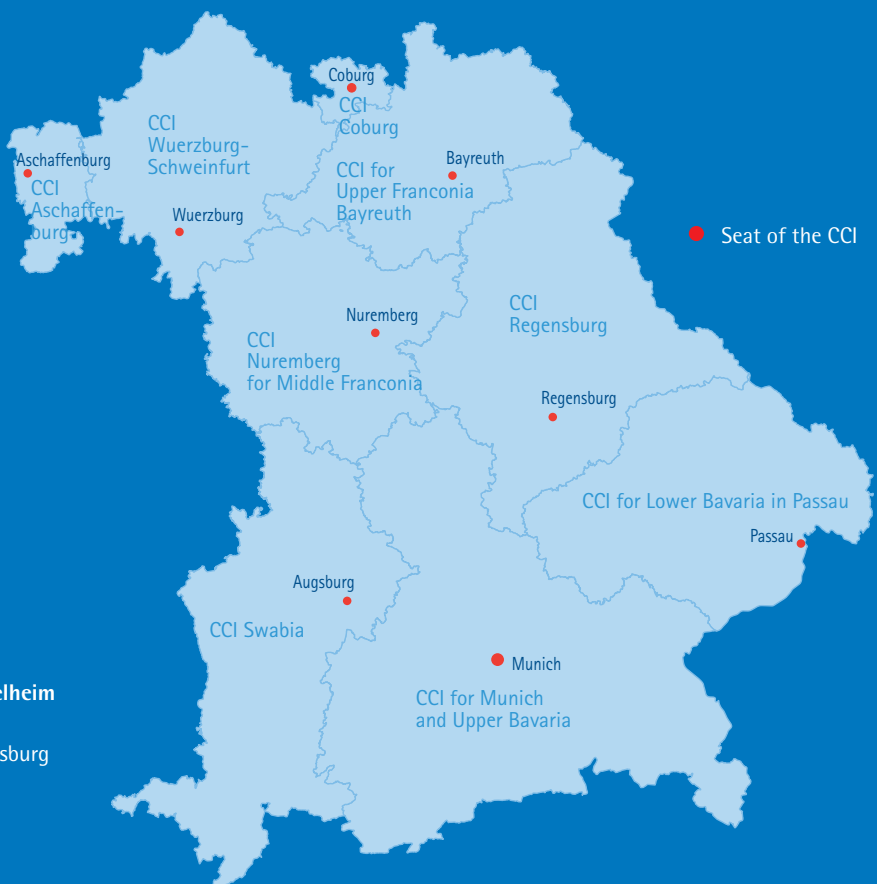 Coburg
CCI
Coburg
CCI
Wuerzburg-
Schweinfurt
Aschaffenburg
CCI
Aschaffen-
burg
Bayreuth
CCI for
Upper Franconia
Bayreuth
Wuerzburg
Seat of the CCI
Nuremberg
CCI
Nuremberg
for Middle Franconia
CCI
Regensburg
Regensburg
CCI for Lower Bavaria in Passau
Passau
Augsburg
CCI Swabia
Munich
CCI for Munich
and Upper Bavaria
elheim
sburg